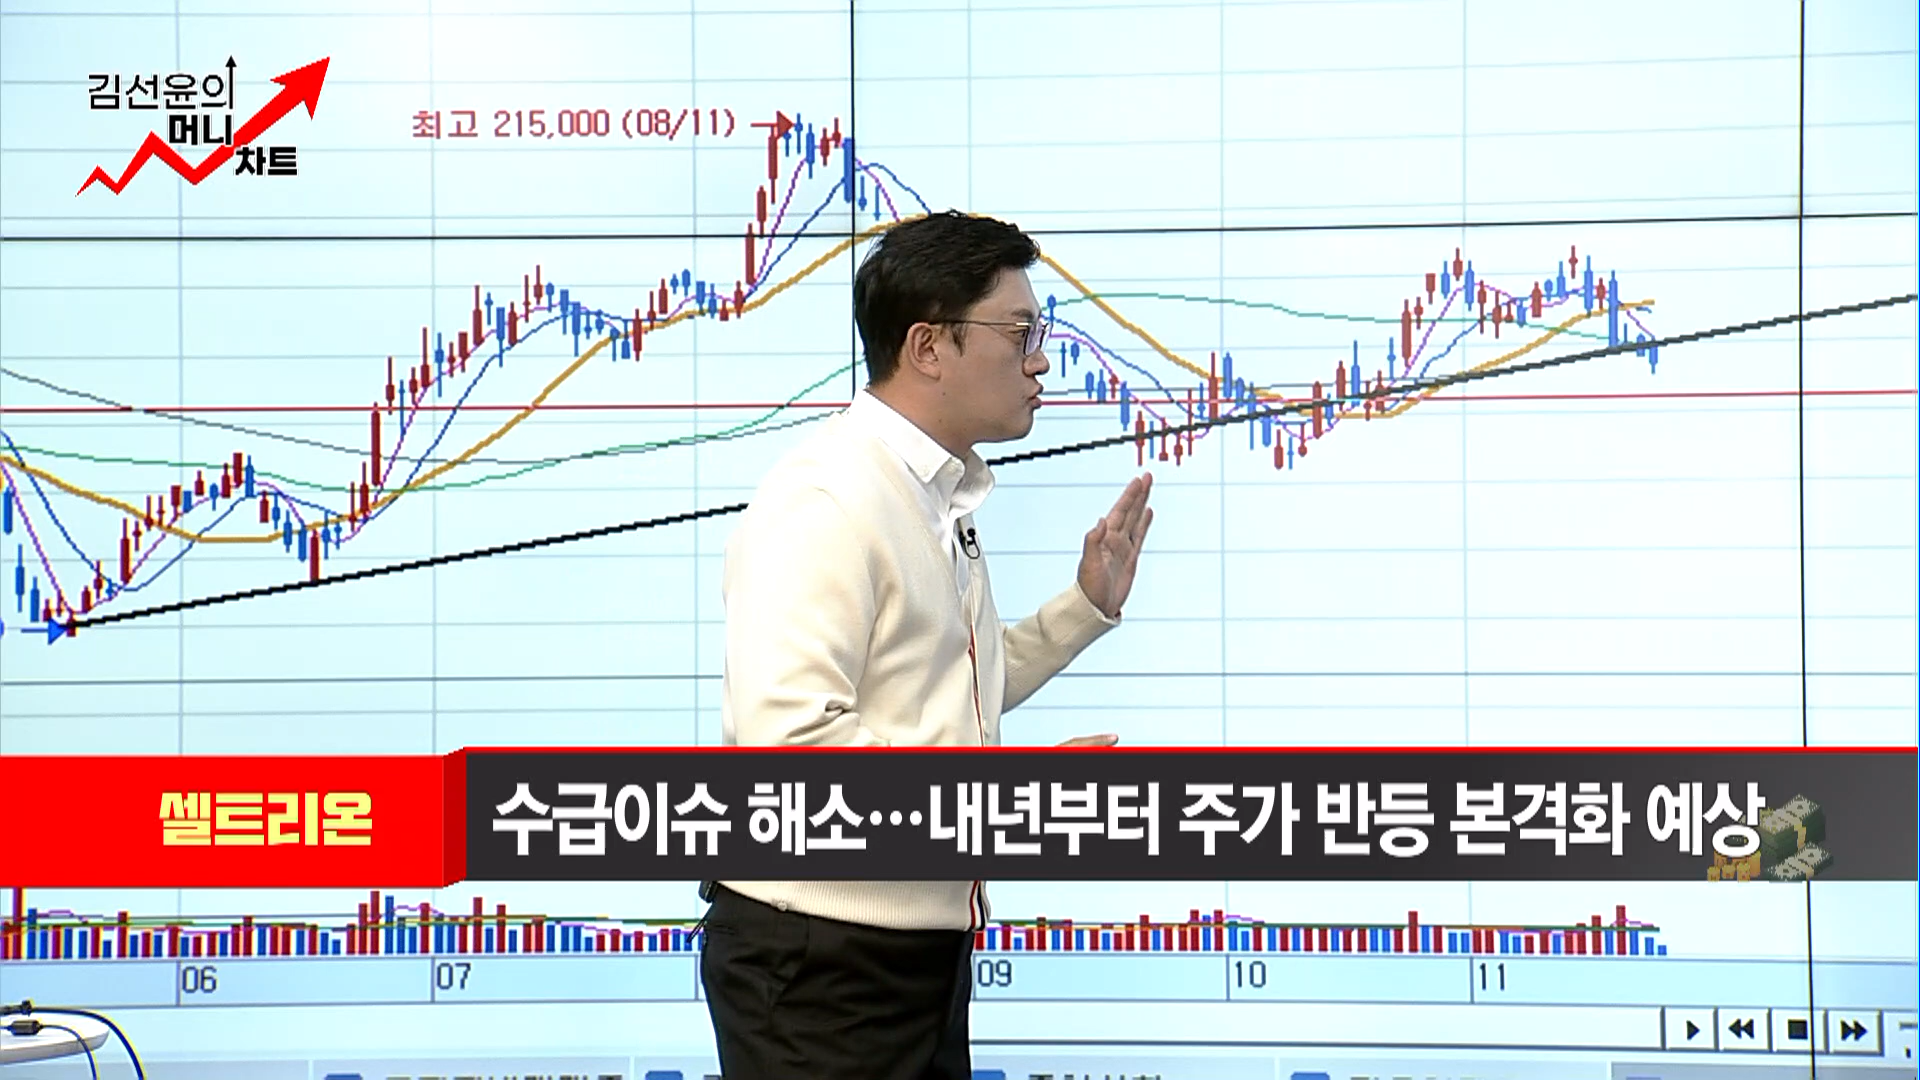 김선윤의
머니
차트
최고 215,000 (08/11)
셀트리온
수급이슈 해소…내년부터 주가 반등 본격화 예상
06
07
09
10
11